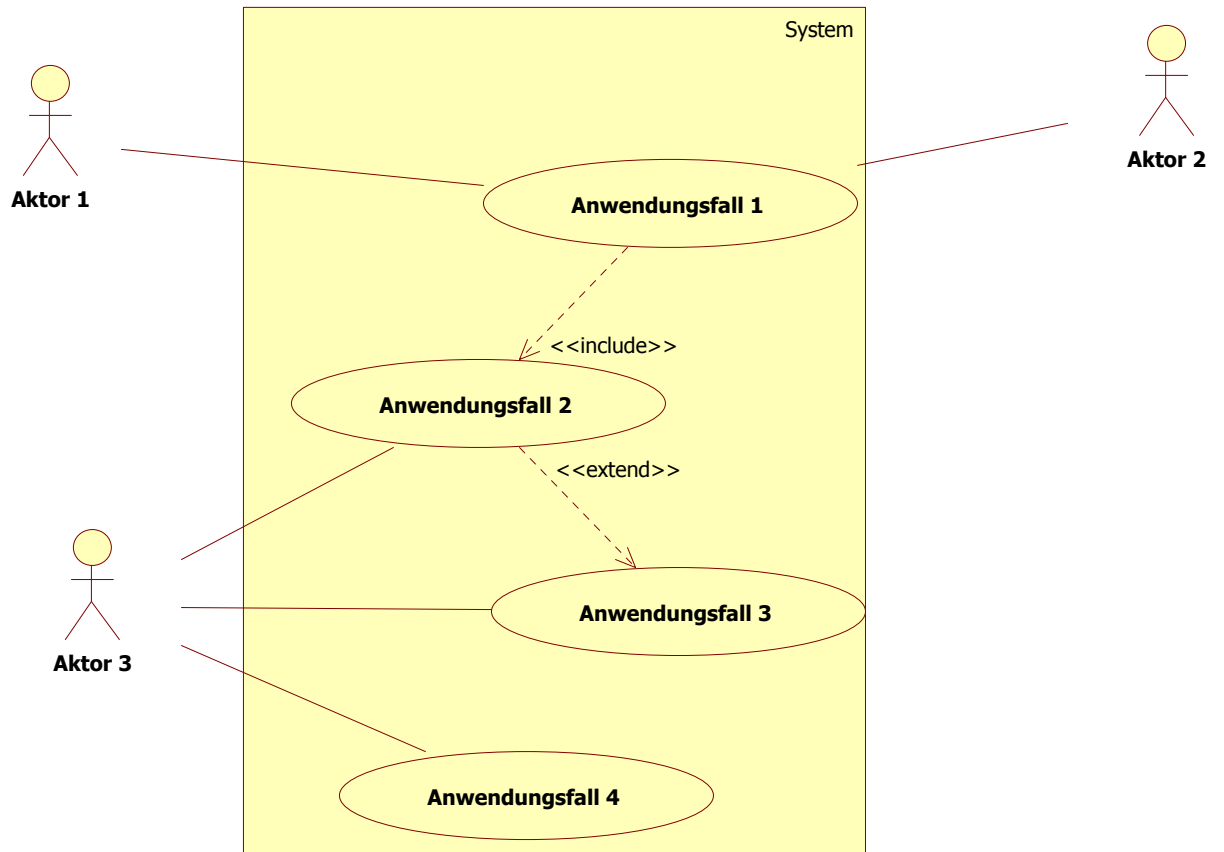 System
Aktor 1
Aktor 2
Anwendungsfall 1
<<include>>
Anwendungsfall 2
<<extend>>
Anwendungsfall 3
Aktor 3
Anwendungsfall 4